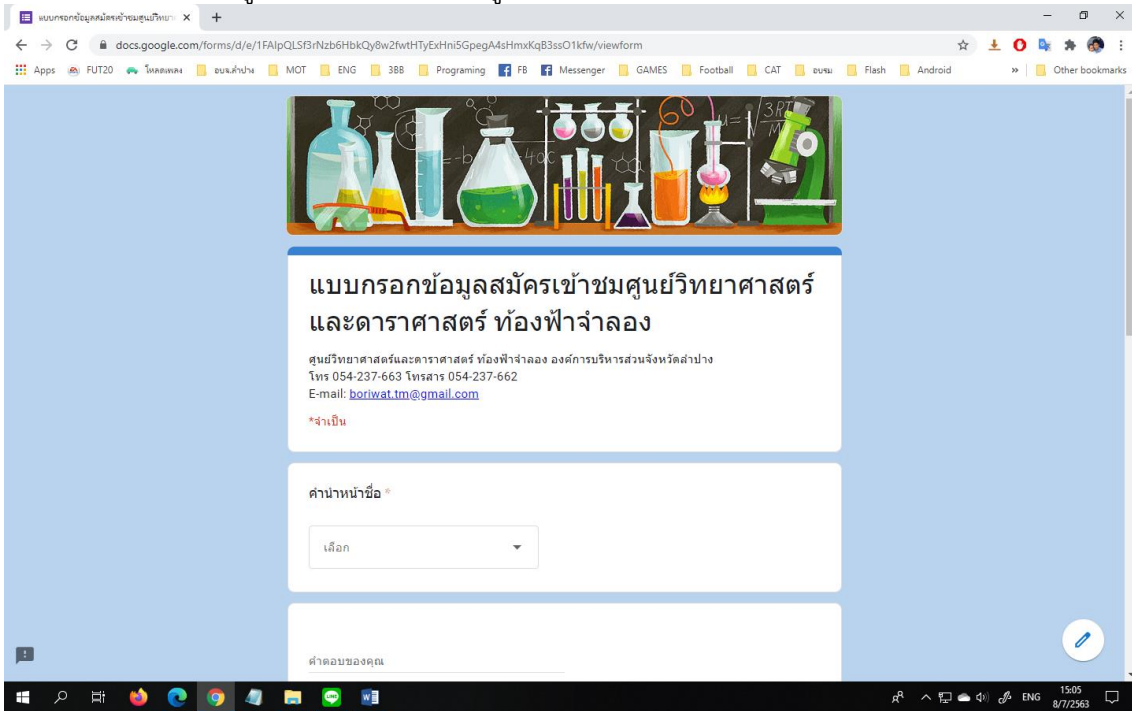 แบบกรอกข้อมูลสมัครเข้าชมศูนย์วิทยา
docs.google.com/forms/d/e/1FAIpQLSf3rNzb6HbkQy8w2fwtHTyExHni5GpegA4sHmxKqB3ssO1kfw/viewform
Apps FUT20 โหลดเพลง อบจ.ลำปาง MOT ENG 3BB Programing FB Messenger GAMES Football CAT อบรม Flash Android » Other bookmarks
แบบกรอกข้อมูลสมัครเข้าชมศูนย์วิทยาศาสตร์
และดาราศาสตร์ ท้องฟ้าจำลอง
ศูนย์วิทยาศาสตร์และดาราศาสตร์ ท้องฟ้าจำลอง องค์การบริหารส่วนจังหวัดลำปาง
โทร 054-237-663 โทรสาร 054-237-662
E-mail: boriwat.tm@gmail.com
*จำเป็น
คำนำหน้าชื่อ *
เลือก
คำตอบของคุณ
ENG 15:05
8/7/2563